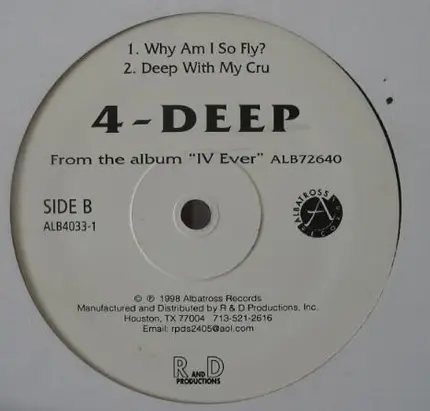 1. Why Am I So Fly?
2. Deep With My Cru
4-DEEP
From the album "IV Ever" ALB72640
SIDE B
ALB4033-1
ALBATROSS
A
RECORDS
© ℗ 1998 Albatross Records
Manufactured and Distributed by R & D Productions, Inc.
Houston, TX 77004 713-521-2616
Email: rpds2405@aol.com
R AND D
PRODUCTIONS